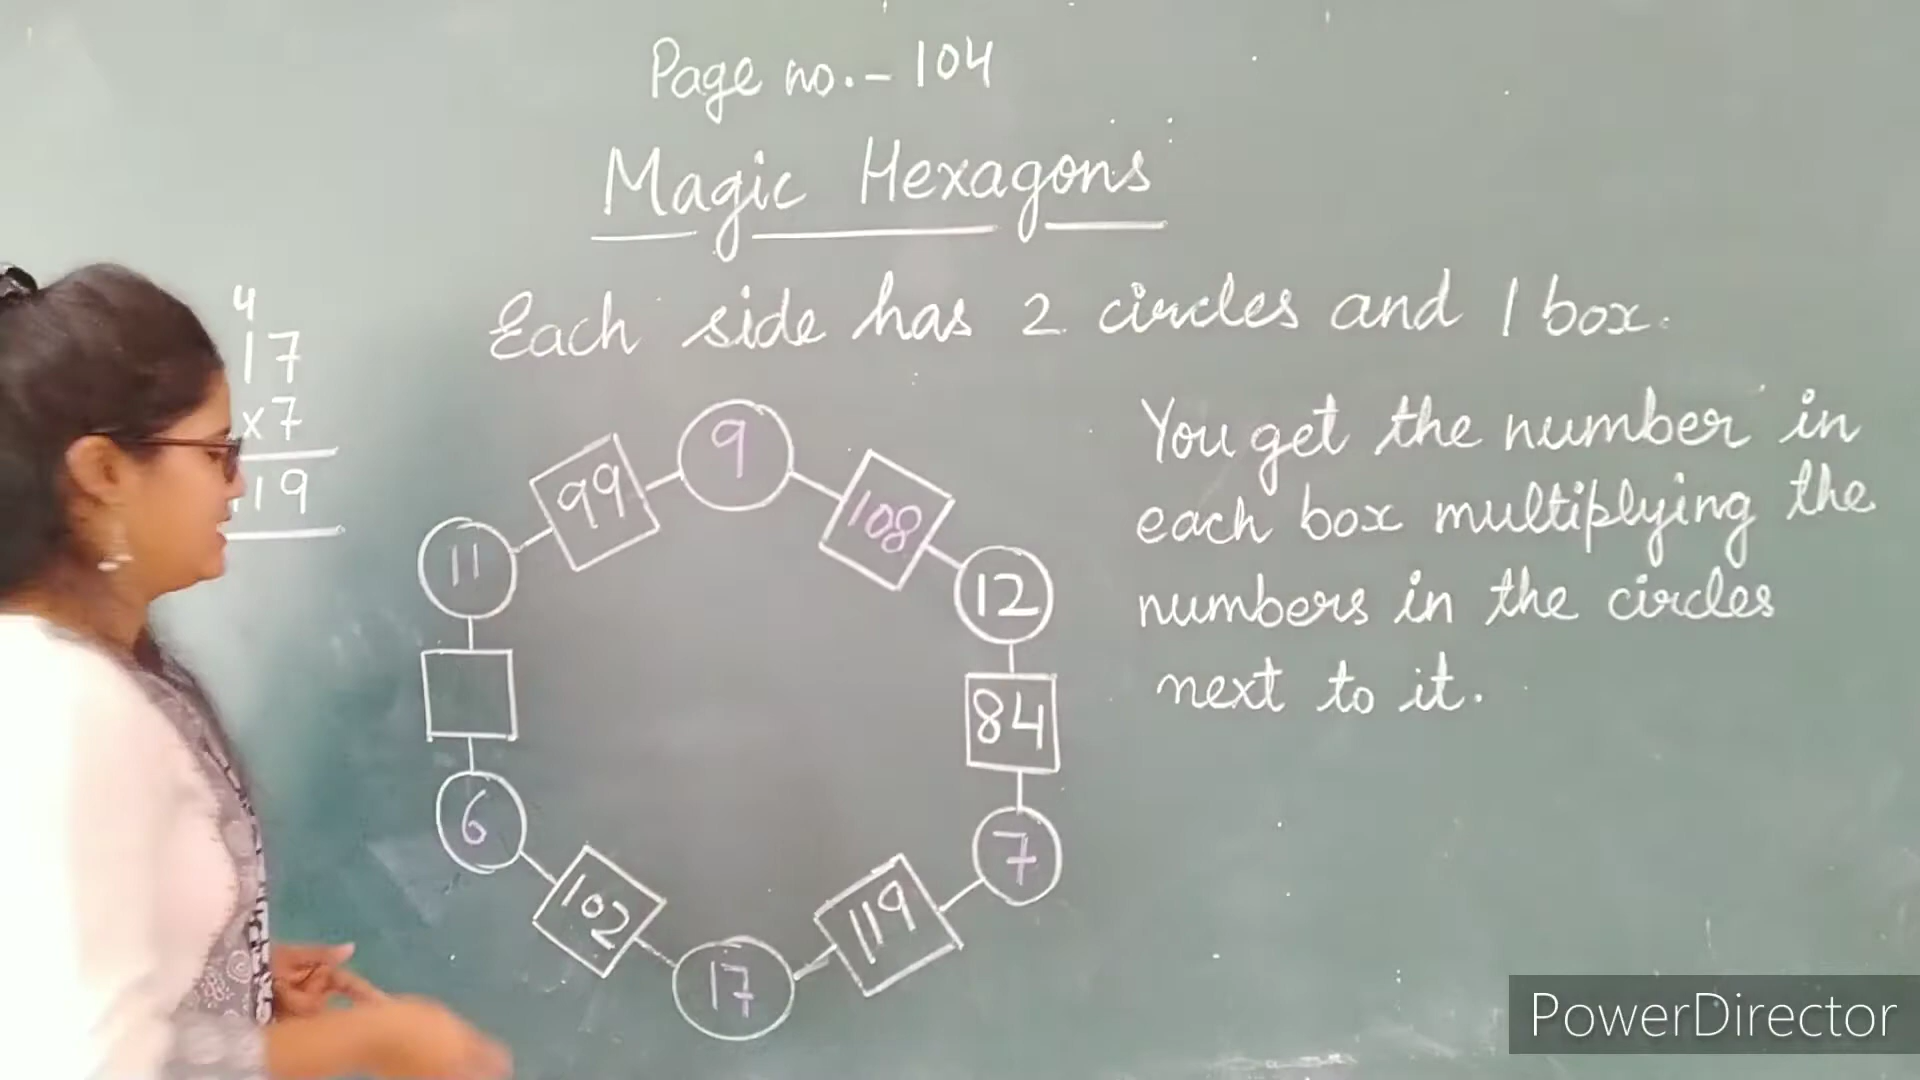 Page no.- 104
Magic Hexagons
Each side has 2 circles and 1 box.
4
17
x7
119
9
99
108
11
12
84
6
7
102
119
17
You get the number in
each box multiplying the
numbers in the circles
next to it.
PowerDirector